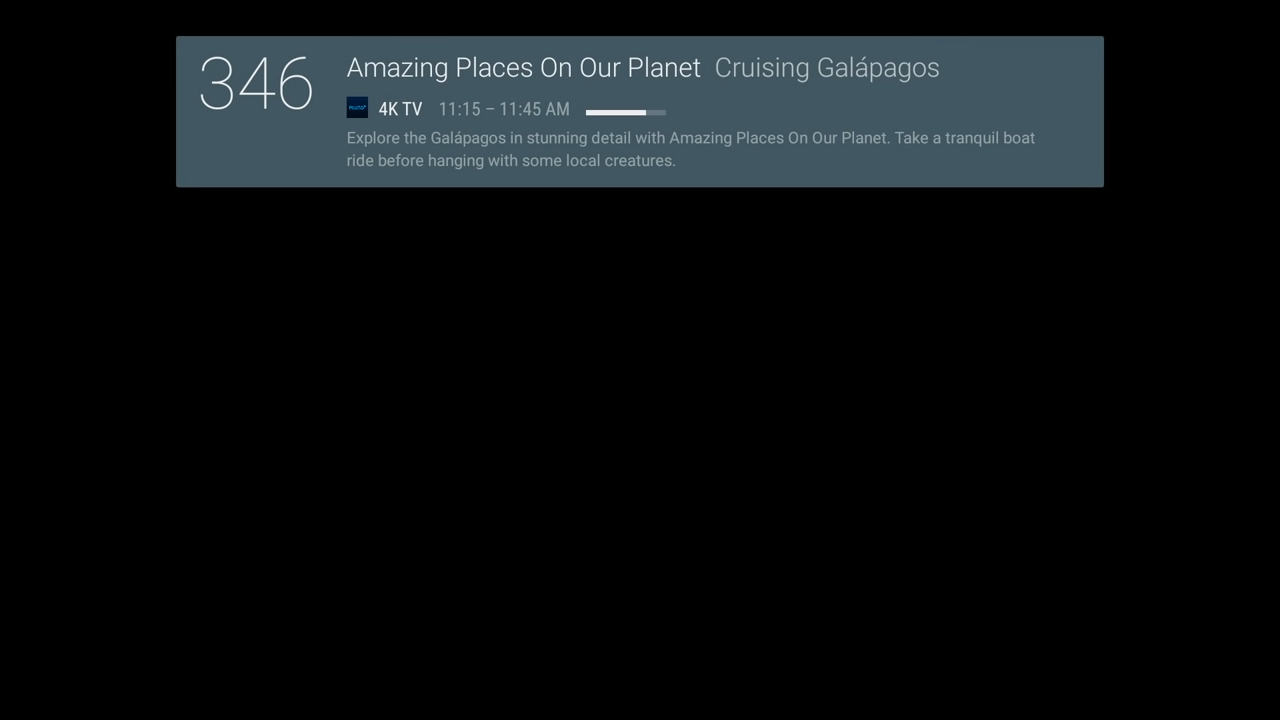 346
Amazing Places On Our Planet Cruising Galápagos
4K TV 11:15 – 11:45 AM
Explore the Galápagos in stunning detail with Amazing Places On Our Planet. Take a tranquil boat
ride before hanging with some local creatures.